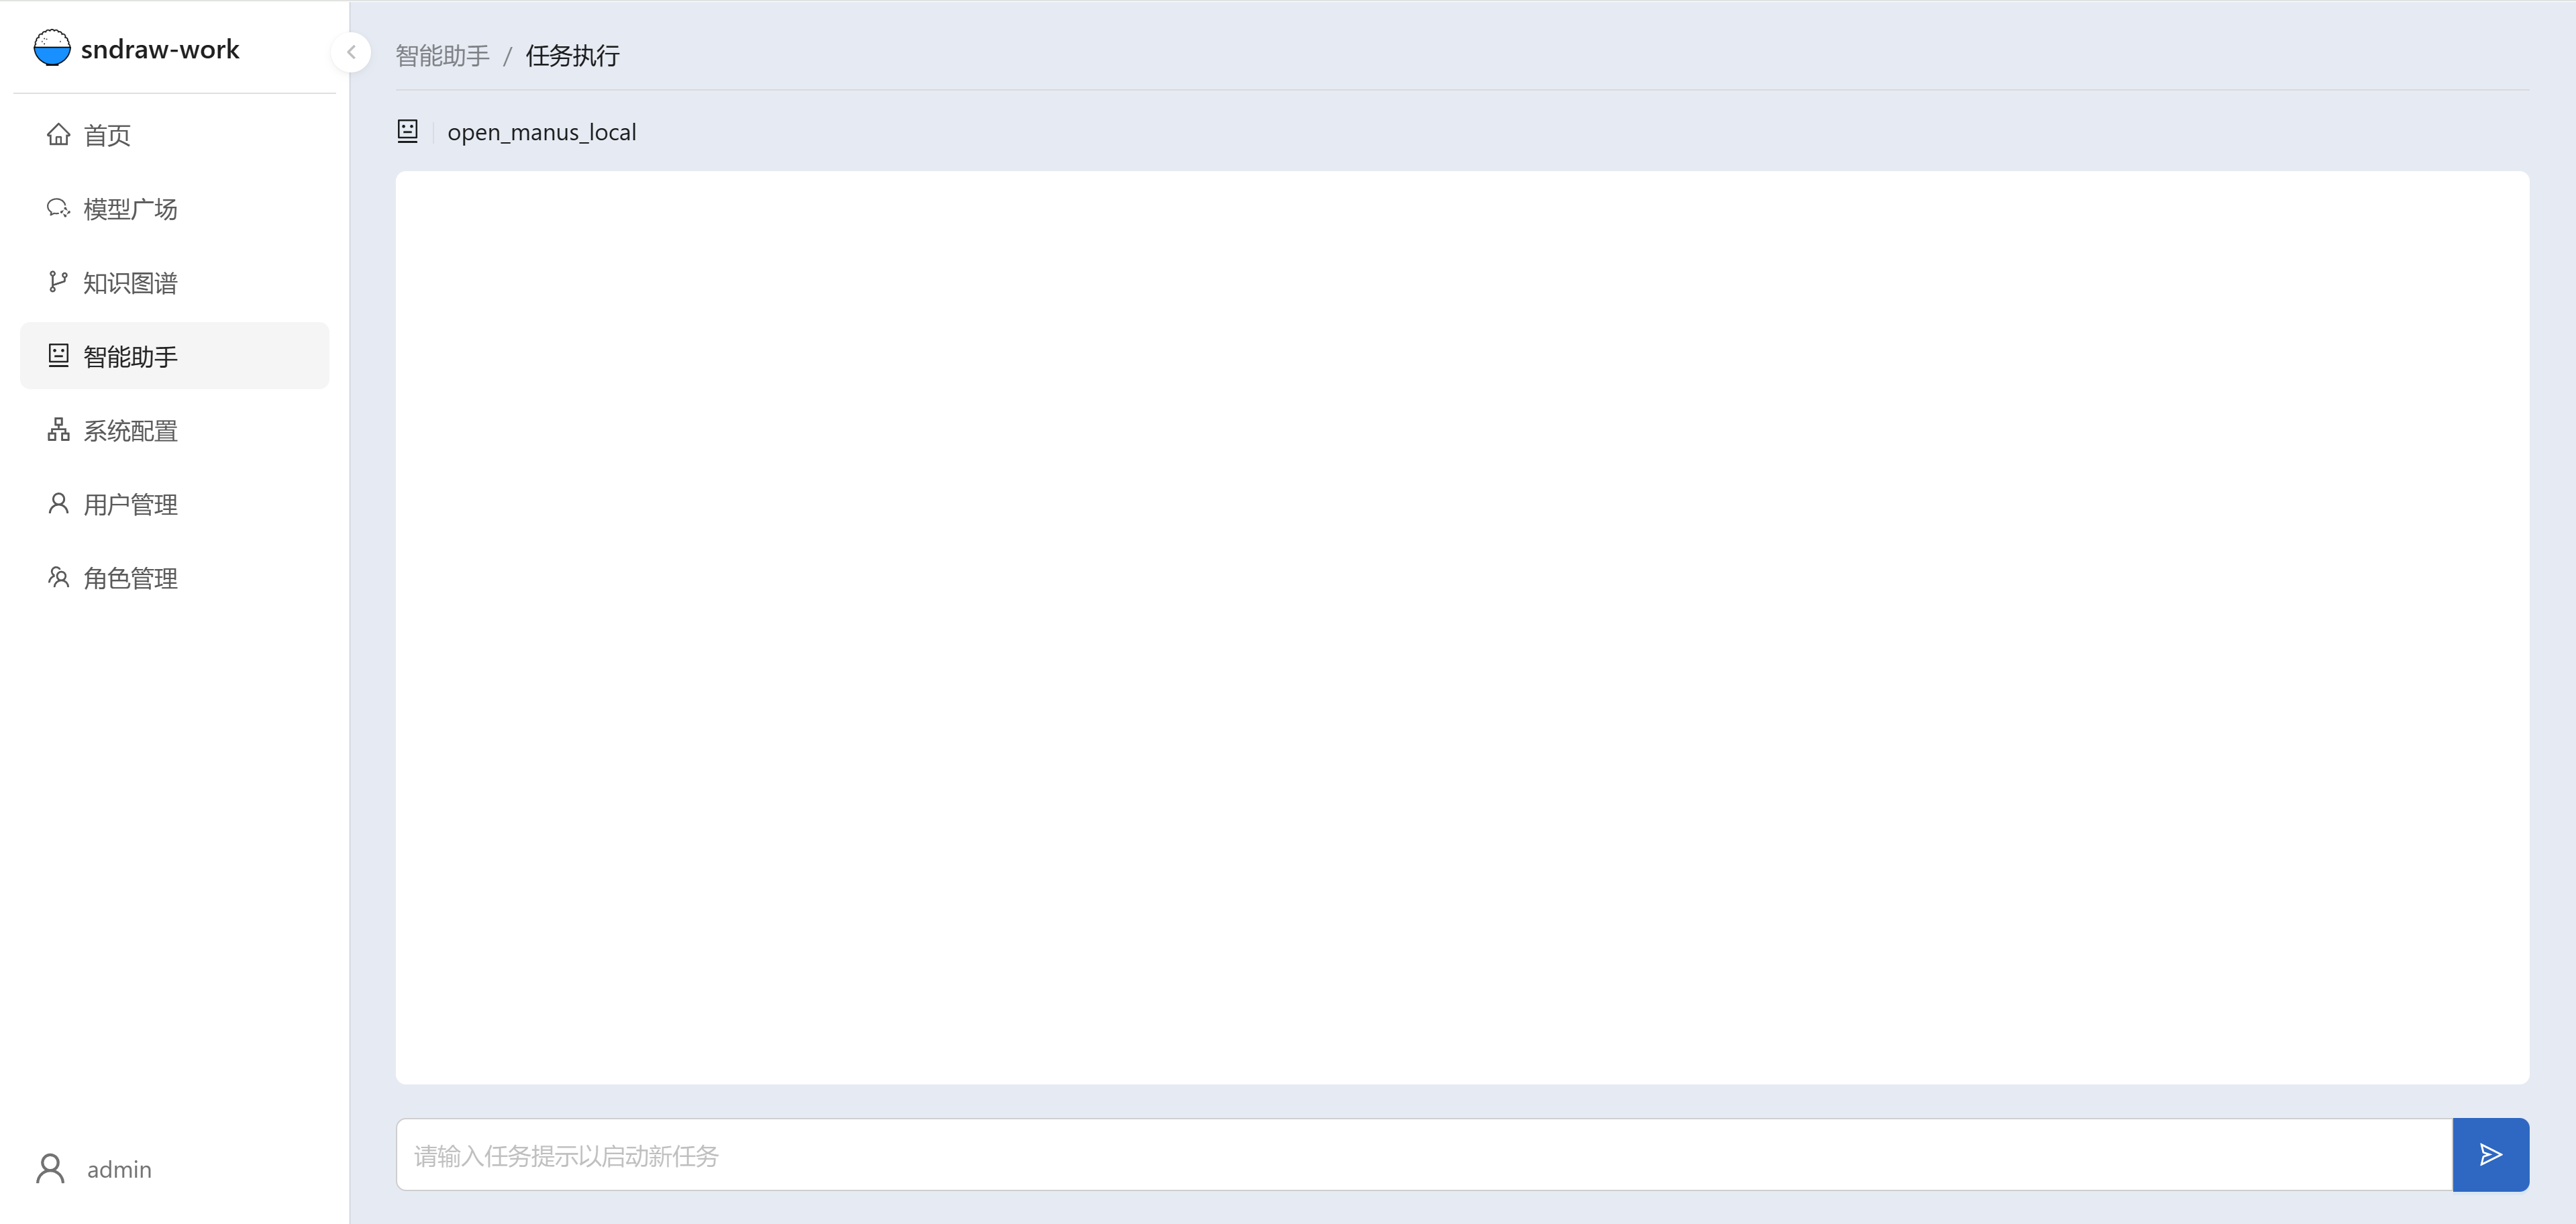 sndraw-work
首页
模型广场
知识图谱
智能助手
系统配置
用户管理
角色管理
admin
智能助手 / 任务执行
open_manus_local
请输入任务提示以启动新任务